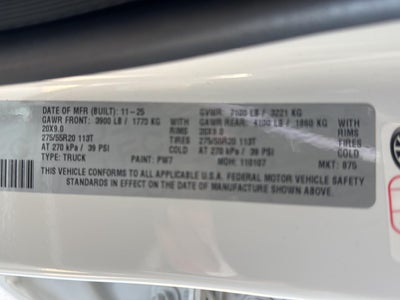 DATE OF MFR (BUILT): 11-25 GVWR: 7100 LB / 3221 KG
GAWR FRONT: 3900 LB / 1770 KG WITH GAWR REAR: 4100 LB / 1860 KG WITH
20X9.0 RIMS 20X9.0 RIMS
275/55R20 113T TIRES 275/55R20 113T TIRES
AT 270 kPa / 39 PSI COLD AT 270 kPa / 39 PSI COLD
TYPE: TRUCK PAINT: PW7 MDH: MKT:
THIS VEHICLE CONFORMS TO ALL APPLICABLE U.S.A. FEDERAL MOTOR VEHICLE SAFETY
STANDARDS IN EFFECT ON THE DATE OF MANUFACTURE SHOWN ABOVE.